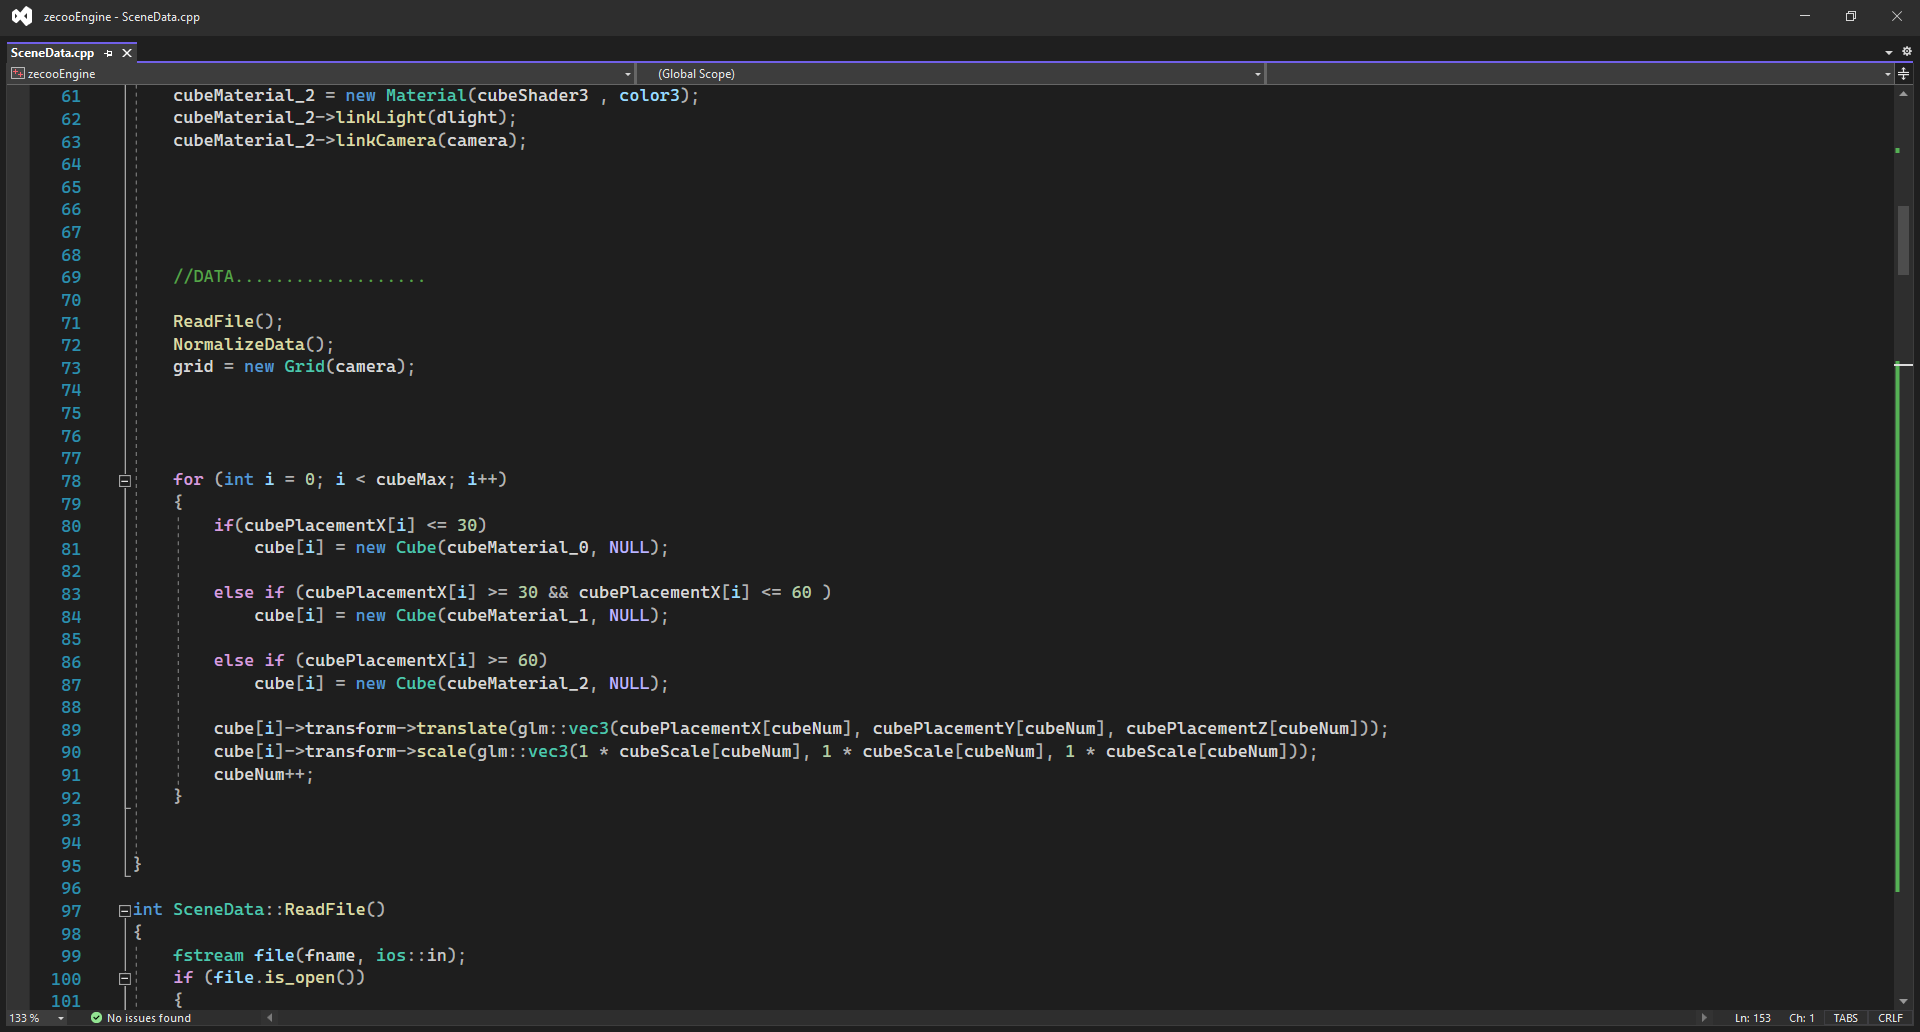 zecooEngine - SceneData.cpp
SceneData.cpp
zecooEngine (Global Scope)
61 cubeMaterial_2 = new Material(cubeShader3 , color3);
62 cubeMaterial_2->linkLight(dlight);
63 cubeMaterial_2->linkCamera(camera);
64
65
66
67
68
69 //DATA...................
70
71 ReadFile();
72 NormalizeData();
73 grid = new Grid(camera);
74
75
76
77
78 for (int i = 0; i < cubeMax; i++)
79 {
80 if(cubePlacementX[i] <= 30)
81 cube[i] = new Cube(cubeMaterial_0, NULL);
82
83 else if (cubePlacementX[i] >= 30 && cubePlacementX[i] <= 60 )
84 cube[i] = new Cube(cubeMaterial_1, NULL);
85
86 else if (cubePlacementX[i] >= 60)
87 cube[i] = new Cube(cubeMaterial_2, NULL);
88
89 cube[i]->transform->translate(glm::vec3(cubePlacementX[cubeNum], cubePlacementY[cubeNum], cubePlacementZ[cubeNum]));
90 cube[i]->transform->scale(glm::vec3(1 * cubeScale[cubeNum], 1 * cubeScale[cubeNum], 1 * cubeScale[cubeNum]));
91 cubeNum++;
92 }
93
94
95 }
96
97 int SceneData::ReadFile()
98 {
99 fstream file(fname, ios::in);
100 if (file.is_open())
101 {
133 % No issues found Ln: 153 Ch: 1 TABS CRLF